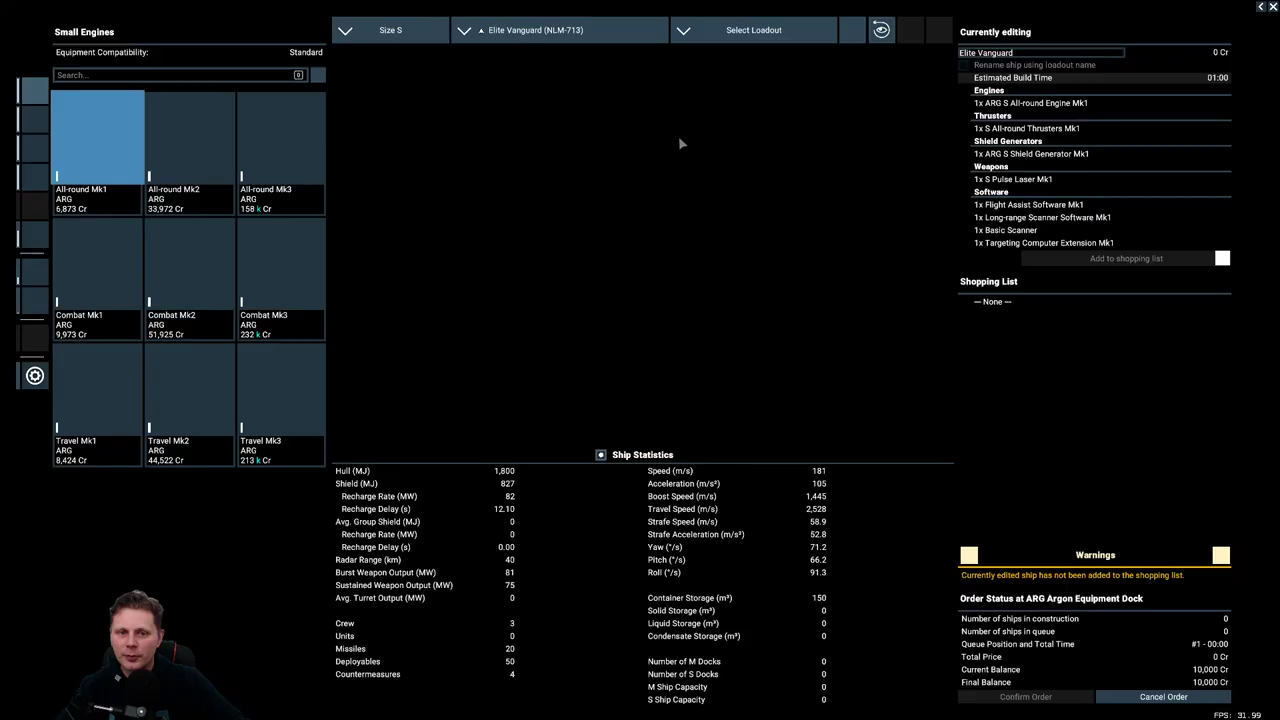 Small Engines
Equipment Compatibility: Standard
Search... 0
All-round Mk1
ARG
6,873 Cr
All-round Mk2
ARG
33,972 Cr
All-round Mk3
ARG
158 k Cr
Combat Mk1
ARG
9,973 Cr
Combat Mk2
ARG
51,925 Cr
Combat Mk3
ARG
232 k Cr
Travel Mk1
ARG
8,424 Cr
Travel Mk2
ARG
44,522 Cr
Travel Mk3
ARG
213 k Cr
Size S
Elite Vanguard (NLM-713)
Select Loadout
Ship Statistics
Hull (MJ) 1,800
Shield (MJ) 827
Recharge Rate (MW) 82
Recharge Delay (s) 12.10
Avg. Group Shield (MJ) 0
Recharge Rate (MW) 0
Recharge Delay (s) 0.00
Radar Range (km) 40
Burst Weapon Output (MW) 81
Sustained Weapon Output (MW) 75
Avg. Turret Output (MW) 0
Crew 3
Units 0
Missiles 20
Deployables 50
Countermeasures 4
Speed (m/s) 181
Acceleration (m/s²) 105
Boost Speed (m/s) 1,445
Travel Speed (m/s) 2,528
Strafe Speed (m/s) 58.9
Strafe Acceleration (m/s²) 52.8
Yaw (°/s) 71.2
Pitch (°/s) 66.2
Roll (°/s) 91.3
Container Storage (m³) 150
Solid Storage (m³) 0
Liquid Storage (m³) 0
Condensate Storage (m³) 0
Number of M Docks 0
Number of S Docks 0
M Ship Capacity 0
S Ship Capacity 0
Currently editing
Elite Vanguard 0 Cr
Rename ship using loadout name
Estimated Build Time 01:00
Engines
1x ARG S All-round Engine Mk1
Thrusters
1x S All-round Thrusters Mk1
Shield Generators
1x ARG S Shield Generator Mk1
Weapons
1x S Pulse Laser Mk1
Software
1x Flight Assist Software Mk1
1x Long-range Scanner Software Mk1
1x Basic Scanner
1x Targeting Computer Extension Mk1
Add to shopping list
Shopping List
— None —
Warnings
Currently edited ship has not been added to the shopping list.
Order Status at ARG Argon Equipment Dock
Number of ships in construction 0
Number of ships in queue 0
Queue Position and Total Time #1 - 00:00
Total Price 0 Cr
Current Balance 10,000 Cr
Final Balance 10,000 Cr
Confirm Order
Cancel Order
FPS: 31.99